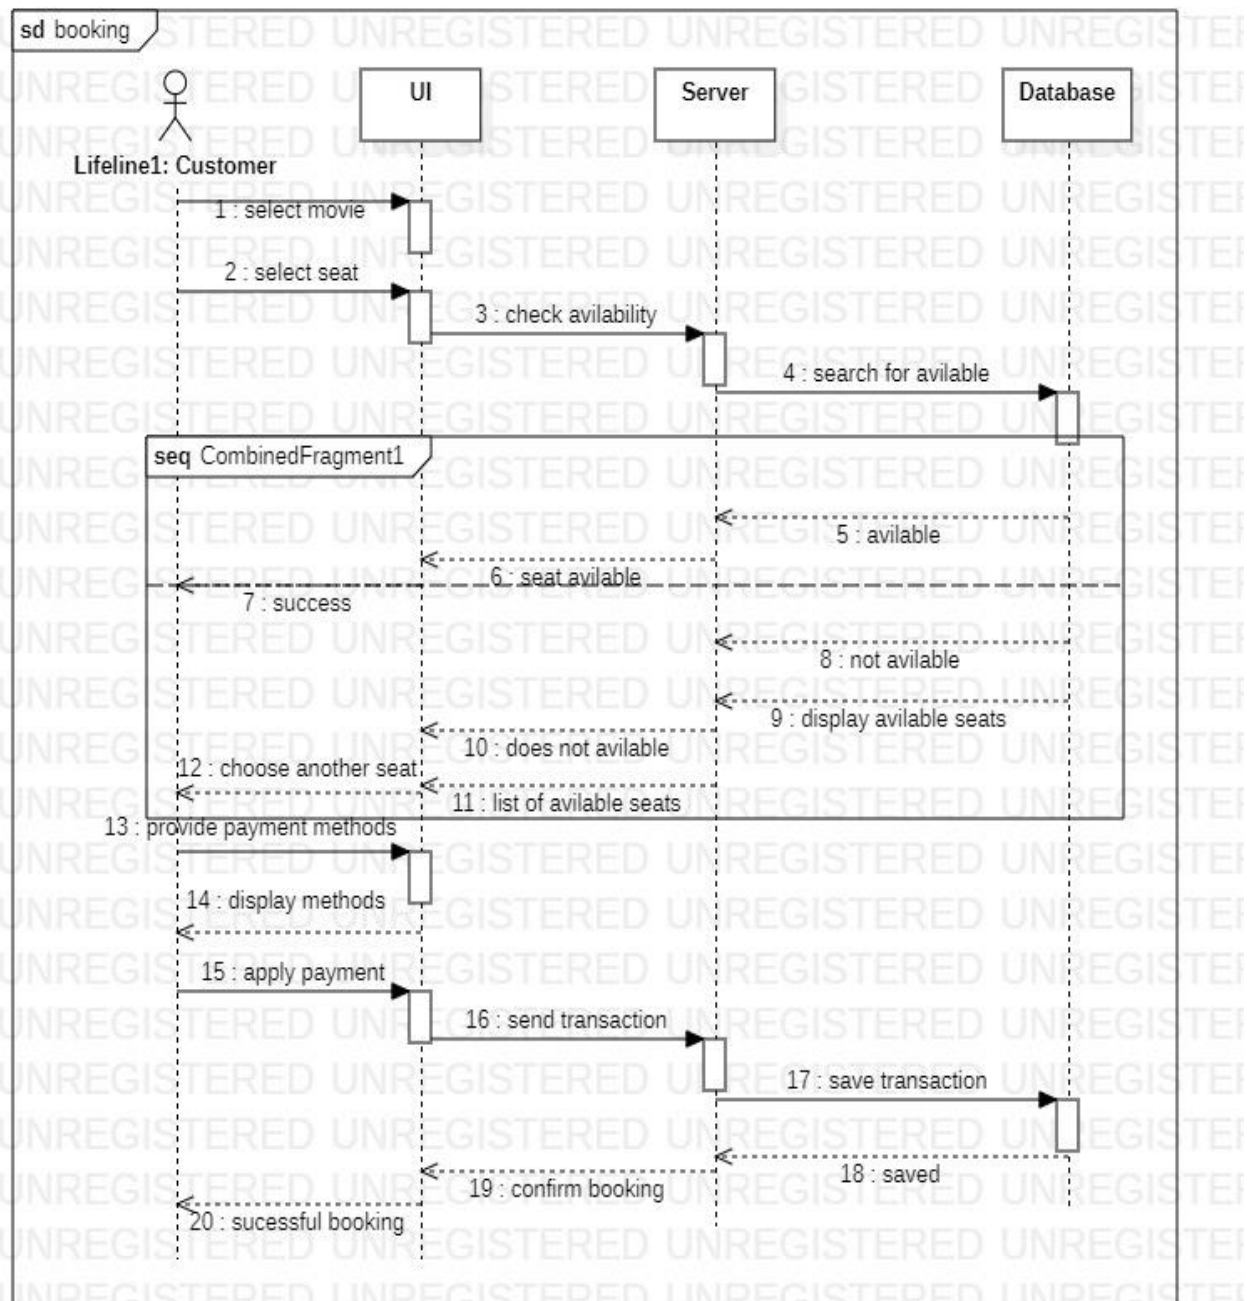 sd booking
UI
Server
Database
Lifeline1: Customer
1 : select movie
2 : select seat
3 : check avilability
4 : search for avilable
seq CombinedFragment1
5 : avilable
6 : seat avilable
7 : success
8 : not avilable
9 : display avilable seats
10 : does not avilable
12 : choose another seat
11 : list of avilable seats
13 : provide payment methods
14 : display methods
15 : apply payment
16 : send transaction
17 : save transaction
18 : saved
19 : confirm booking
20 : sucessful booking
UNREGISTERED